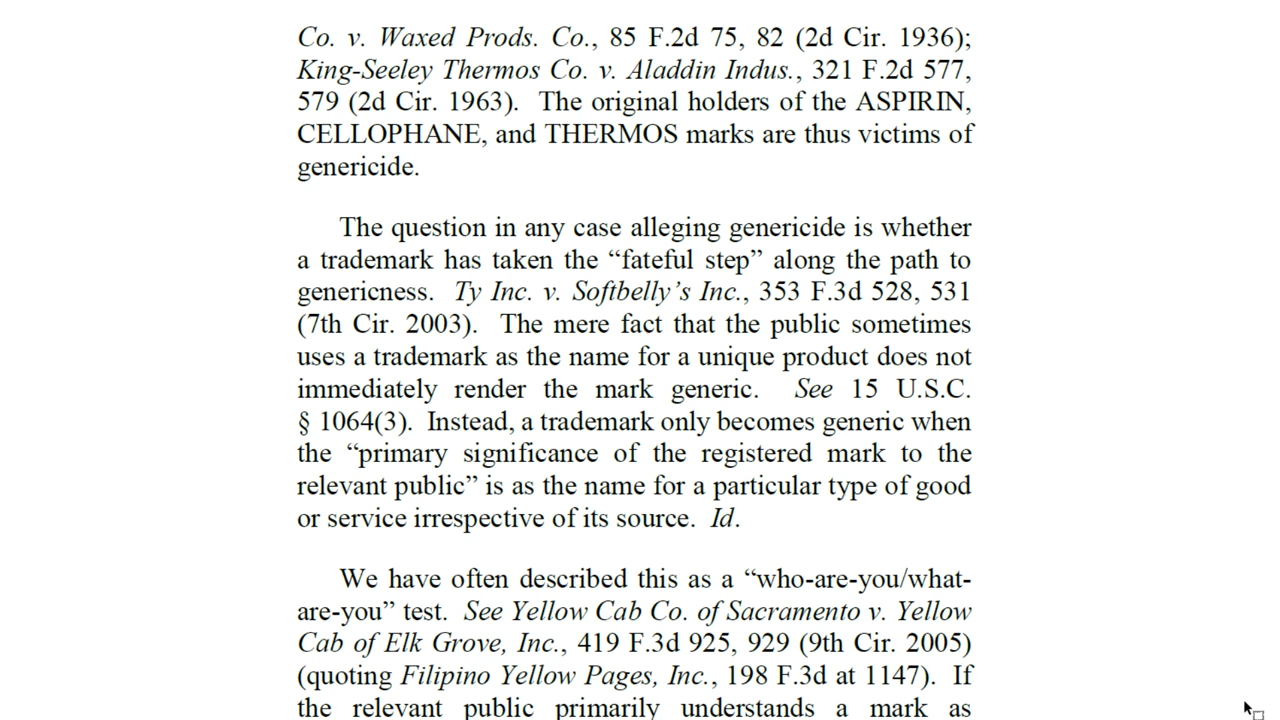 Co. v. Waxed Prods. Co., 85 F.2d 75, 82 (2d Cir. 1936);
King-Seeley Thermos Co. v. Aladdin Indus., 321 F.2d 577,
579 (2d Cir. 1963). The original holders of the ASPIRIN,
CELLOPHANE, and THERMOS marks are thus victims of
genericide.
The question in any case alleging genericide is whether
a trademark has taken the “fateful step” along the path to
genericness. Ty Inc. v. Softbelly’s Inc., 353 F.3d 528, 531
(7th Cir. 2003). The mere fact that the public sometimes
uses a trademark as the name for a unique product does not
immediately render the mark generic. See 15 U.S.C.
§ 1064(3). Instead, a trademark only becomes generic when
the “primary significance of the registered mark to the
relevant public” is as the name for a particular type of good
or service irrespective of its source. Id.
We have often described this as a “who-are-you/what-
are-you” test. See Yellow Cab Co. of Sacramento v. Yellow
Cab of Elk Grove, Inc., 419 F.3d 925, 929 (9th Cir. 2005)
(quoting Filipino Yellow Pages, Inc., 198 F.3d at 1147). If
the relevant public primarily understands a mark as